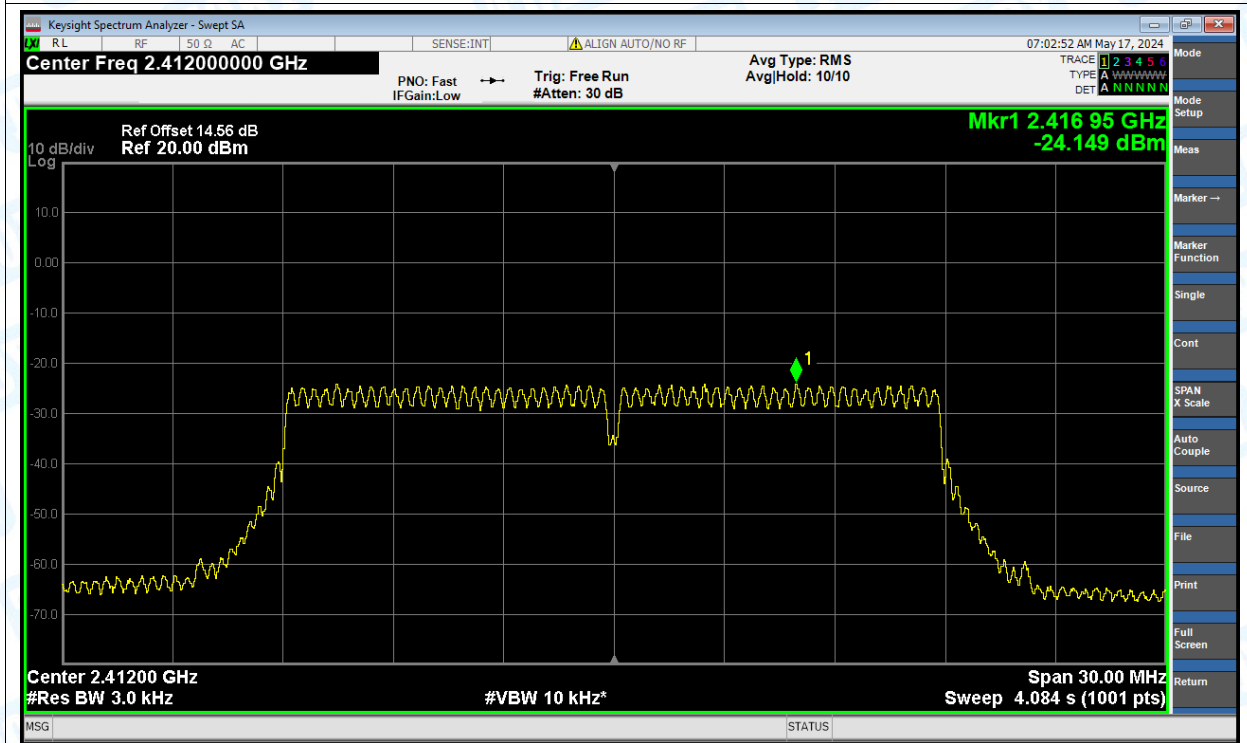 Keysight Spectrum Analyzer - Swept SA
LXI RL RF 50 Ω AC SENSE:INT ALIGN AUTO/NO RF 07:02:52 AM May 17, 2024
Center Freq 2.412000000 GHz
PNO: Fast
IFGain:Low
Trig: Free Run
#Atten: 30 dB
Avg Type: RMS
Avg|Hold: 10/10
TRACE 1 2 3 4 5 6
TYPE A WWWWW
DET A N N N N N
Ref Offset 14.56 dB
10 dB/div Ref 20.00 dBm
Log
Mkr1 2.416 95 GHz
-24.149 dBm
10.0
0.00
-10.0
-20.0
-30.0
-40.0
-50.0
-60.0
-70.0
1
Center 2.41200 GHz
#Res BW 3.0 kHz
#VBW 10 kHz*
Span 30.00 MHz
Sweep 4.084 s (1001 pts)
MSG STATUS
Mode
Mode
Setup
Meas
Marker→
Marker
Function
Single
Cont
SPAN
X Scale
Auto
Couple
Source
File
Print
Full
Screen
Return